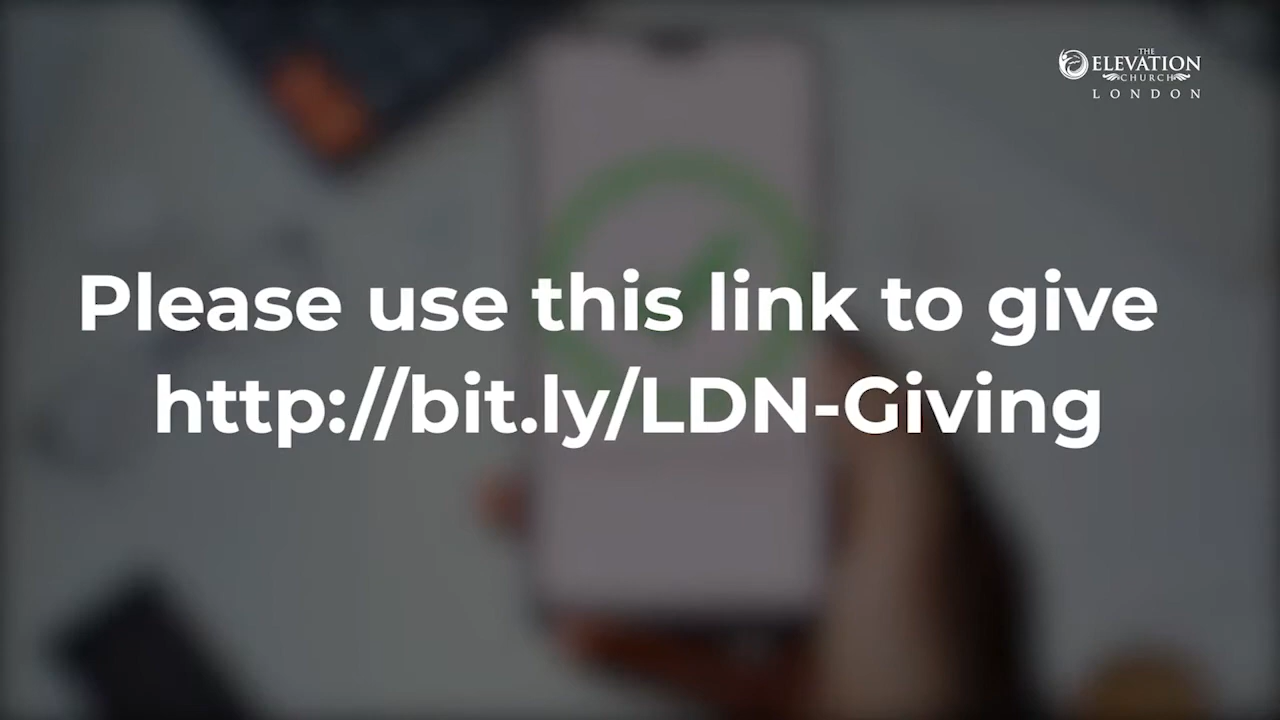 THE
ELEVATION
CHURCH
LONDON
Please use this link to give
http://bit.ly/LDN-Giving